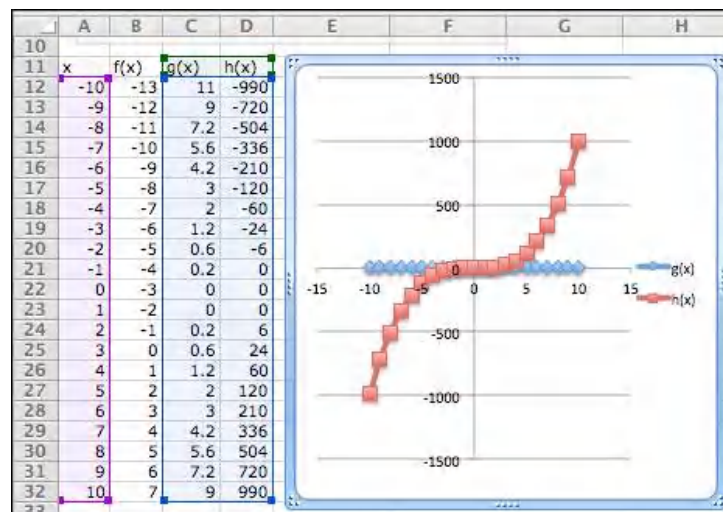 A B C D E F G H
10
11 x f(x) g(x) h(x)
12 -10 -13 11 -990
13 -9 -12 9 -720
14 -8 -11 7.2 -504
15 -7 -10 5.6 -336
16 -6 -9 4.2 -210
17 -5 -8 3 -120
18 -4 -7 2 -60
19 -3 -6 1.2 -24
20 -2 -5 0.6 -6
21 -1 -4 0.2 0
22 0 -3 0 0
23 1 -2 0 0
24 2 -1 0.2 6
25 3 0 0.6 24
26 4 1 1.2 60
27 5 2 2 120
28 6 3 3 210
29 7 4 4.2 336
30 8 5 5.6 504
31 9 6 7.2 720
32 10 7 9 990
1500
1000
500
0
-15 -10 -5 0 5 10 15
-500
-1000
-1500
g(x)
h(x)